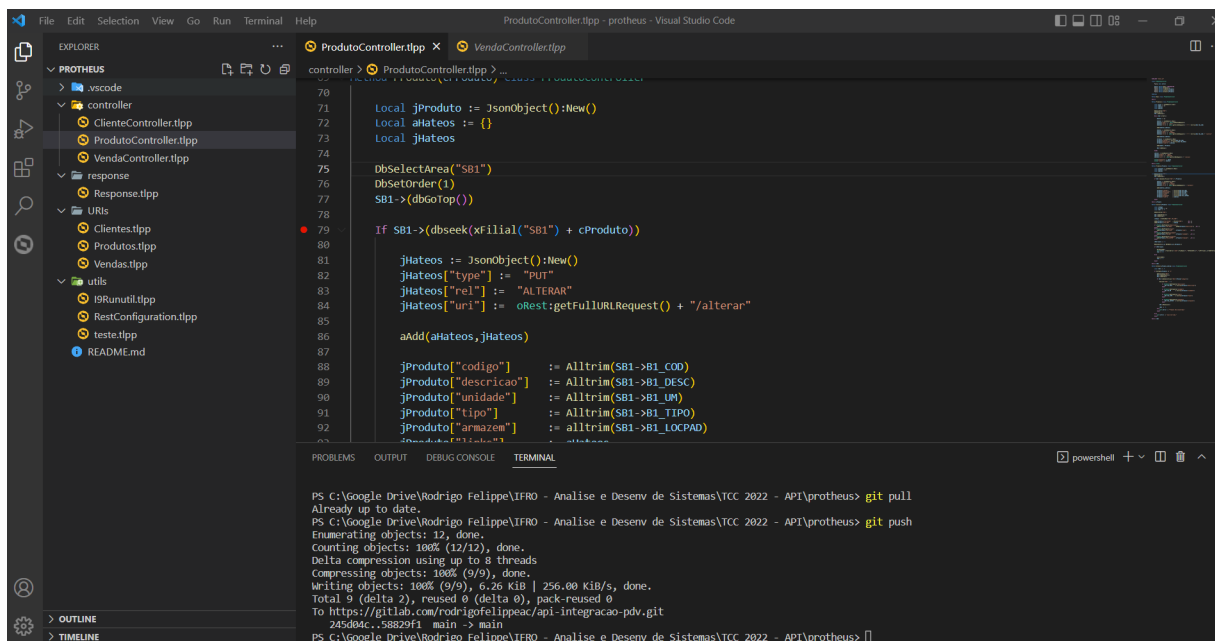 File Edit Selection View Go Run Terminal Help
ProdutoController.tlpp - protheus - Visual Studio Code
EXPLORER
PROTHEUS
.vscode
controller
ClienteController.tlpp
ProdutoController.tlpp
VendaController.tlpp
response
Response.tlpp
URIs
Clientes.tlpp
Produtos.tlpp
Vendas.tlpp
utils
I9Runutil.tlpp
RestConfiguration.tlpp
teste.tlpp
README.md
OUTLINE
TIMELINE
ProdutoController.tlpp
VendaController.tlpp
controller > ProdutoController.tlpp > ...
70
71 Local jProduto := JsonObject():New()
72 Local aHateos := {}
73 Local jHateos
74
75 DbSelectArea("SB1")
76 DbSetOrder(1)
77 SB1->(dbGoTop())
78
79 If SB1->(dbseek(xFilial("SB1") + cProduto))
80
81 jHateos := JsonObject():New()
82 jHateos["type"] := "PUT"
83 jHateos["rel"] := "ALTERAR"
84 jHateos["uri"] := oRest:getFullURLRequest() + "/alterar"
85
86 aAdd(aHateos,jHateos)
87
88 jProduto["codigo"] := Alltrim(SB1->B1_COD)
89 jProduto["descricao"] := Alltrim(SB1->B1_DESC)
90 jProduto["unidade"] := Alltrim(SB1->B1_UM)
91 jProduto["tipo"] := Alltrim(SB1->B1_TIPO)
92 jProduto["armazem"] := alltrim(SB1->B1_LOCPAD)
PROBLEMS OUTPUT DEBUG CONSOLE TERMINAL
powershell
PS C:\Google Drive\Rodrigo Felippe\IFRO - Analise e Desenv de Sistemas\TCC 2022 - API\protheus> git pull
Already up to date.
PS C:\Google Drive\Rodrigo Felippe\IFRO - Analise e Desenv de Sistemas\TCC 2022 - API\protheus> git push
Enumerating objects: 12, done.
Counting objects: 100% (12/12), done.
Delta compression using up to 8 threads
Compressing objects: 100% (9/9), done.
Writing objects: 100% (9/9), 6.26 KiB | 256.00 KiB/s, done.
Total 9 (delta 2), reused 0 (delta 0), pack-reused 0
To https://gitlab.com/rodrigofelippeac/api-integracao-pdv.git
245d04c..58829f1 main -> main
PS C:\Google Drive\Rodrigo Felippe\IFRO - Analise e Desenv de Sistemas\TCC 2022 - API\protheus>